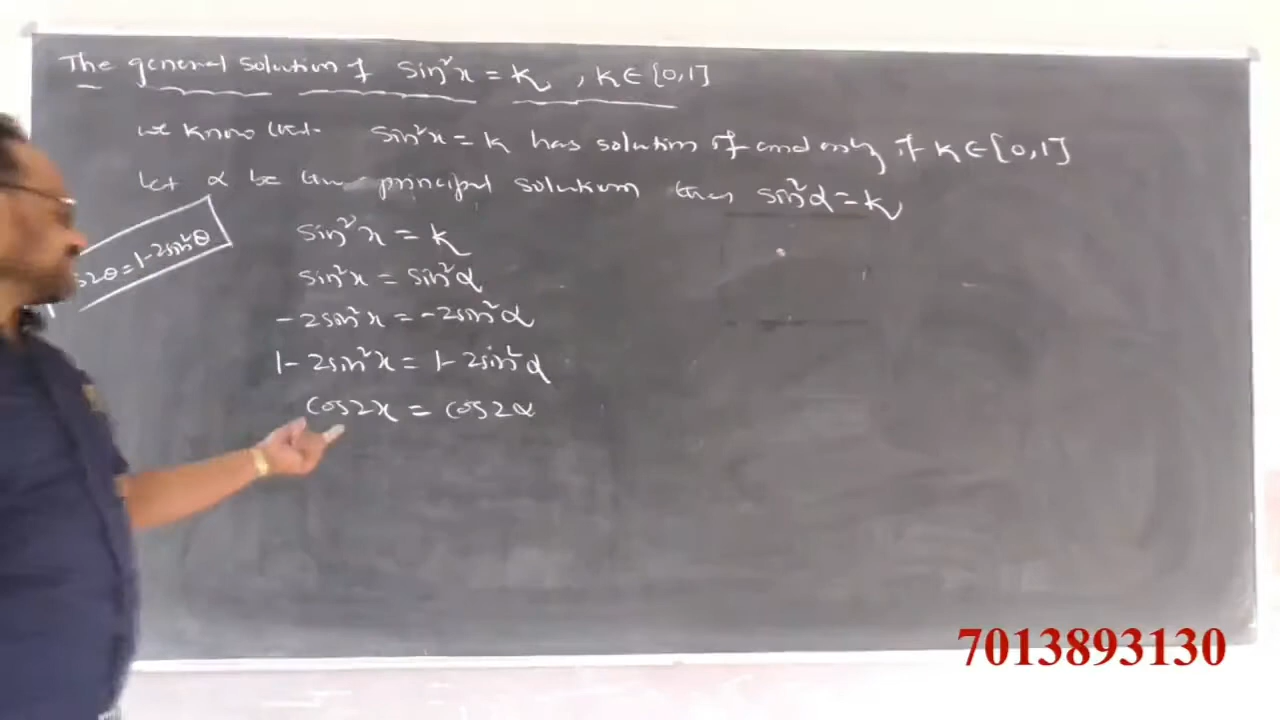 The general solution of sin²x = k, k∈[0,1]
we know that sin²x = k has solution if and only if k∈[0,1]
let α be the principal solution then sin²α = k
s2θ = 1-2sin²θ
sin²x = k
sin²x = sin²α
-2sin²x = -2sin²α
1-2sin²x = 1-2sin²α
cos2x = cos2α
7013893130